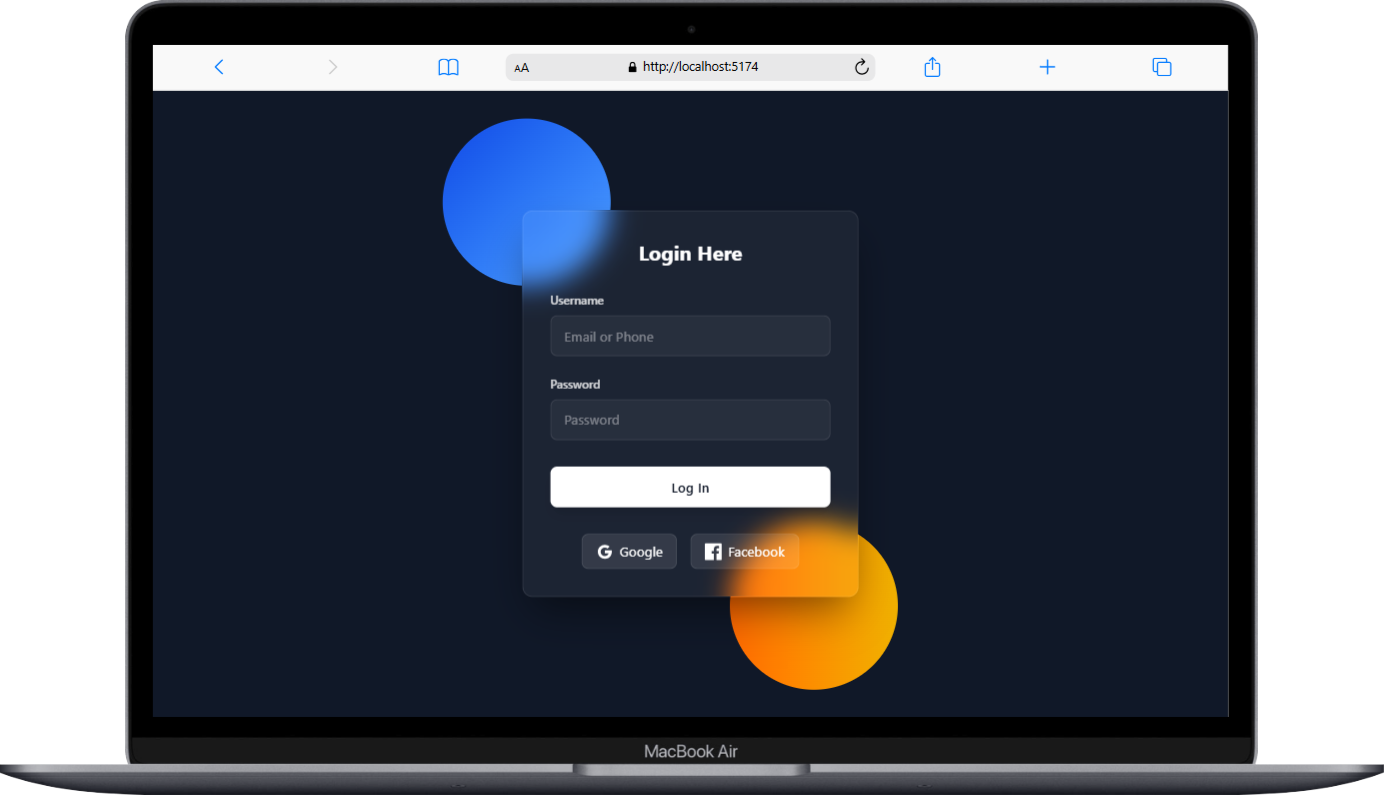 AA http://localhost:5174
Login Here
Username
Email or Phone
Password
Password
Log In
Google Facebook
MacBook Air